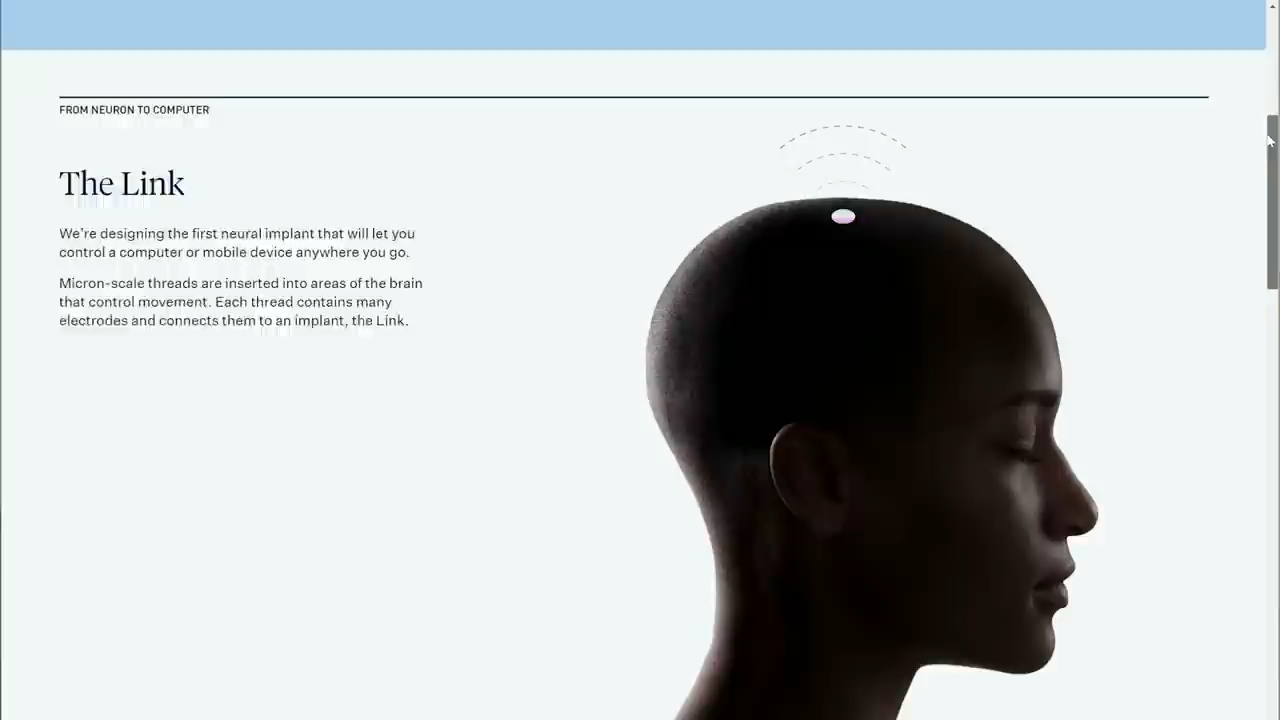 FROM NEURON TO COMPUTER
The Link
We're designing the first neural implant that will let you
control a computer or mobile device anywhere you go.
Micron-scale threads are inserted into areas of the brain
that control movement. Each thread contains many
electrodes and connects them to an implant, the Link.